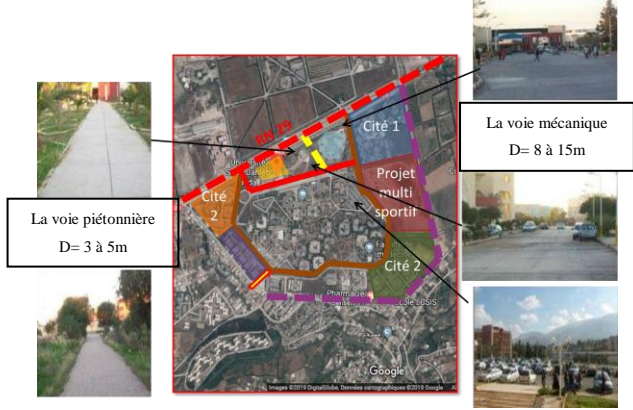 RN 29
Cité 1
Projet
multi
sportif
Cité
2
Cité 2
Pharmacie
Google
Images ©2019 DigitalGlobe, Données cartographiques ©2019 Google
La voie mécanique
D= 8 à 15m
La voie piétonnière
D= 3 à 5m